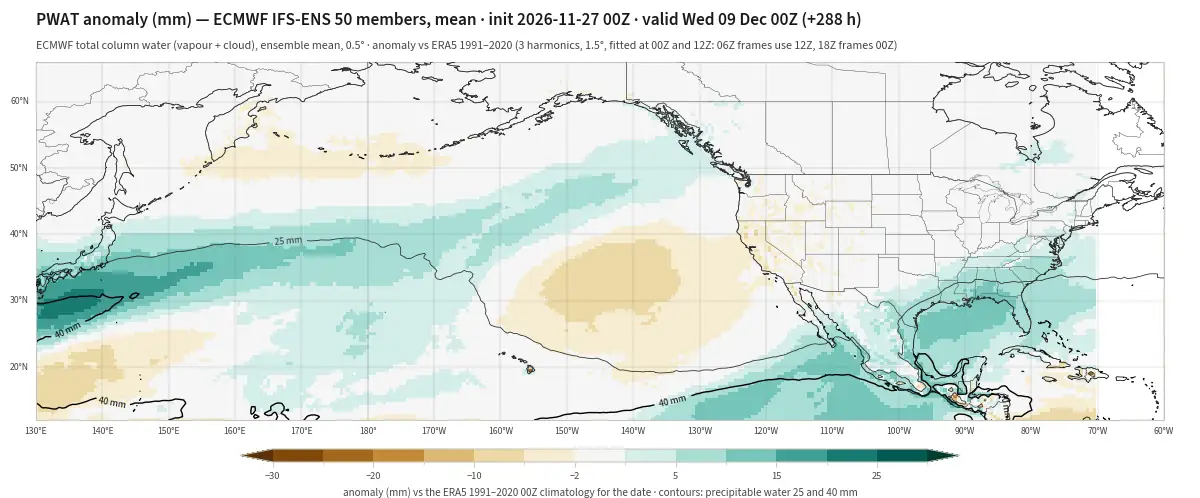 PWAT anomaly (mm) — ECMWF IFS-ENS 50 members, mean · init 2026-11-27 00Z · valid Wed 09 Dec 00Z (+288 h)
ECMWF total column water (vapour + cloud), ensemble mean, 0.5° · anomaly vs ERA5 1991–2020 (3 harmonics, 1.5°, fitted at 00Z and 12Z: 06Z frames use 12Z, 18Z frames 00Z)
60°N
50°N
40°N
30°N
20°N
25 mm
40 mm
40 mm
40 mm
130°E 140°E 150°E 160°E 170°E 180° 170°W 160°W 150°W 140°W 130°W 120°W 110°W 100°W 90°W 80°W 70°W 60°W
−30 −20 −10 −2 5 15 25
anomaly (mm) vs the ERA5 1991–2020 00Z climatology for the date · contours: precipitable water 25 and 40 mm